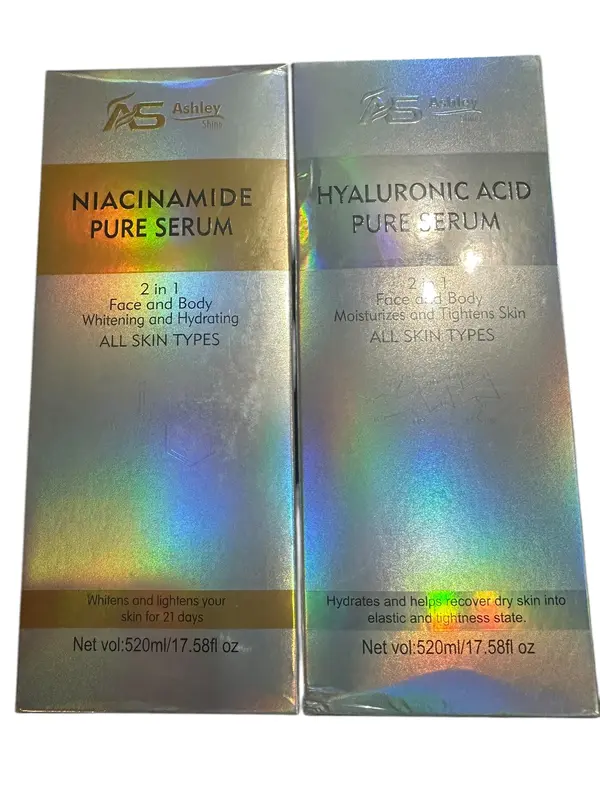 AS Ashley
Shine
NIACINAMIDE
PURE SERUM
2 in 1
Face and Body
Whitening and Hydrating
ALL SKIN TYPES
Whitens and lightens your
skin for 21 days
Net vol:520ml/17.58fl oz
AS Ashley
Shine
HYALURONIC ACID
PURE SERUM
2 in 1
Face and Body
Moisturizes and Tightens Skin
ALL SKIN TYPES
Hydrates and helps recover dry skin into
elastic and tightness state.
Net vol:520ml/17.58fl oz